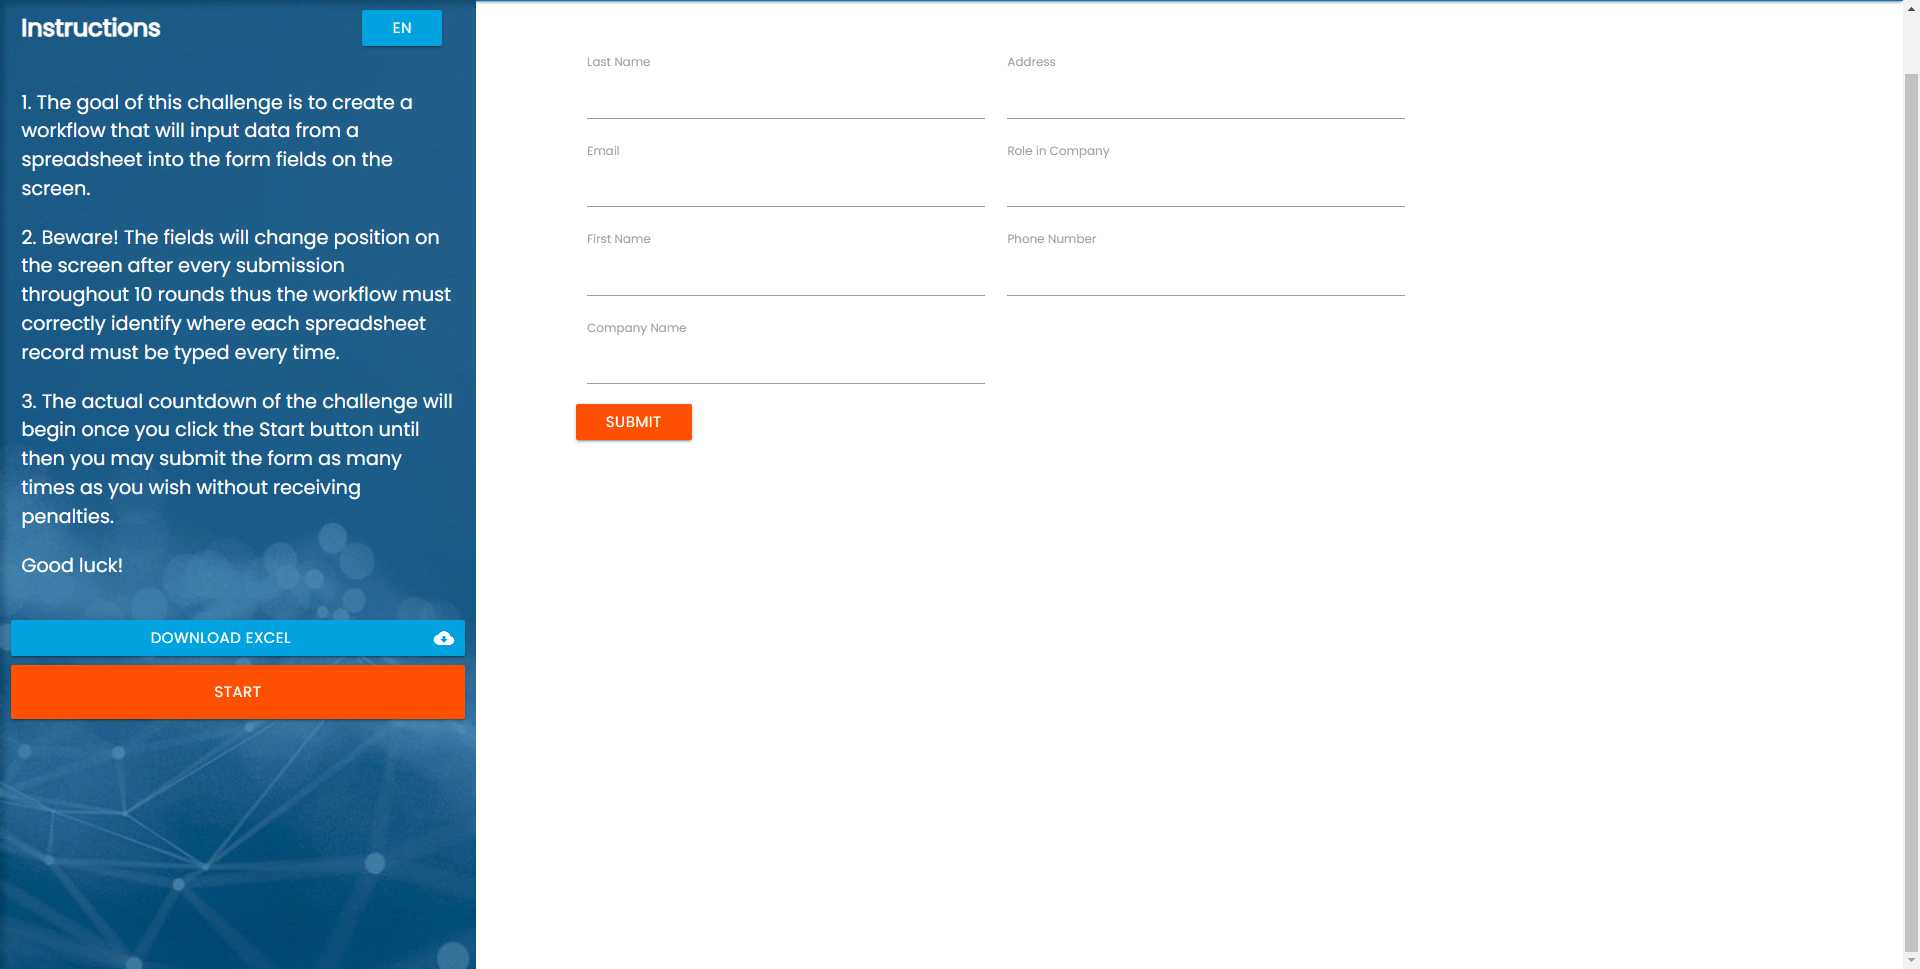 Instructions
EN
1. The goal of this challenge is to create a
workflow that will input data from a
spreadsheet into the form fields on the
screen.
2. Beware! The fields will change position on
the screen after every submission
throughout 10 rounds thus the workflow must
correctly identify where each spreadsheet
record must be typed every time.
3. The actual countdown of the challenge will
begin once you click the Start button until
then you may submit the form as many
times as you wish without receiving
penalties.
Good luck!
DOWNLOAD EXCEL
START
Last Name
Address
Email
Role in Company
First Name
Phone Number
Company Name
SUBMIT